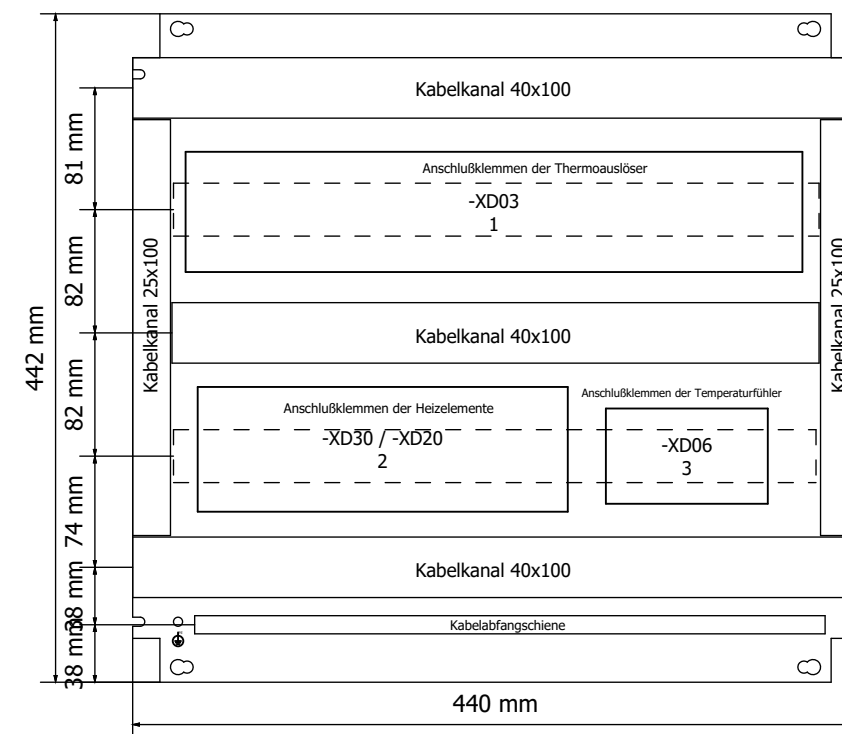 Kabelkanal 40x100
81 mm
Anschlußklemmen der Thermoauslöser
-XD03
1
82 mm
Kabelkanal 25x100
Kabelkanal 25x100
442 mm
Kabelkanal 40x100
82 mm
Anschlußklemmen der Heizelemente
-XD30 / -XD20
2
Anschlußklemmen der Temperaturfühler
-XD06
3
74 mm
Kabelkanal 40x100
38 mm
Kabelabfangschiene
38 mm
440 mm